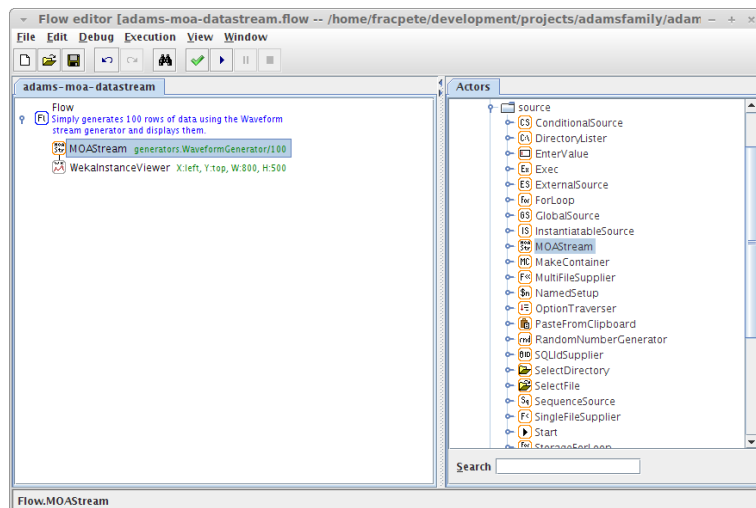 Flow editor [adams-moa-datastream.flow -- /home/fracpete/development/projects/adamsfamily/adam
File Edit Debug Execution View Window
adams-moa-datastream
Flow
Simply generates 100 rows of data using the Waveform
stream generator and displays them.
MOAStream generators.WaveformGenerator/100
WekaInstanceViewer X:left, Y:top, W:800, H:500
Actors
source
ConditionalSource
DirectoryLister
EnterValue
Exec
ExternalSource
ForLoop
GlobalSource
InstantiatableSource
MOAStream
MakeContainer
MultiFileSupplier
NamedSetup
OptionTraverser
PasteFromClipboard
RandomNumberGenerator
SQLIdSupplier
SelectDirectory
SelectFile
SequenceSource
SingleFileSupplier
Start
StorageForLoop
Search
Flow.MOAStream